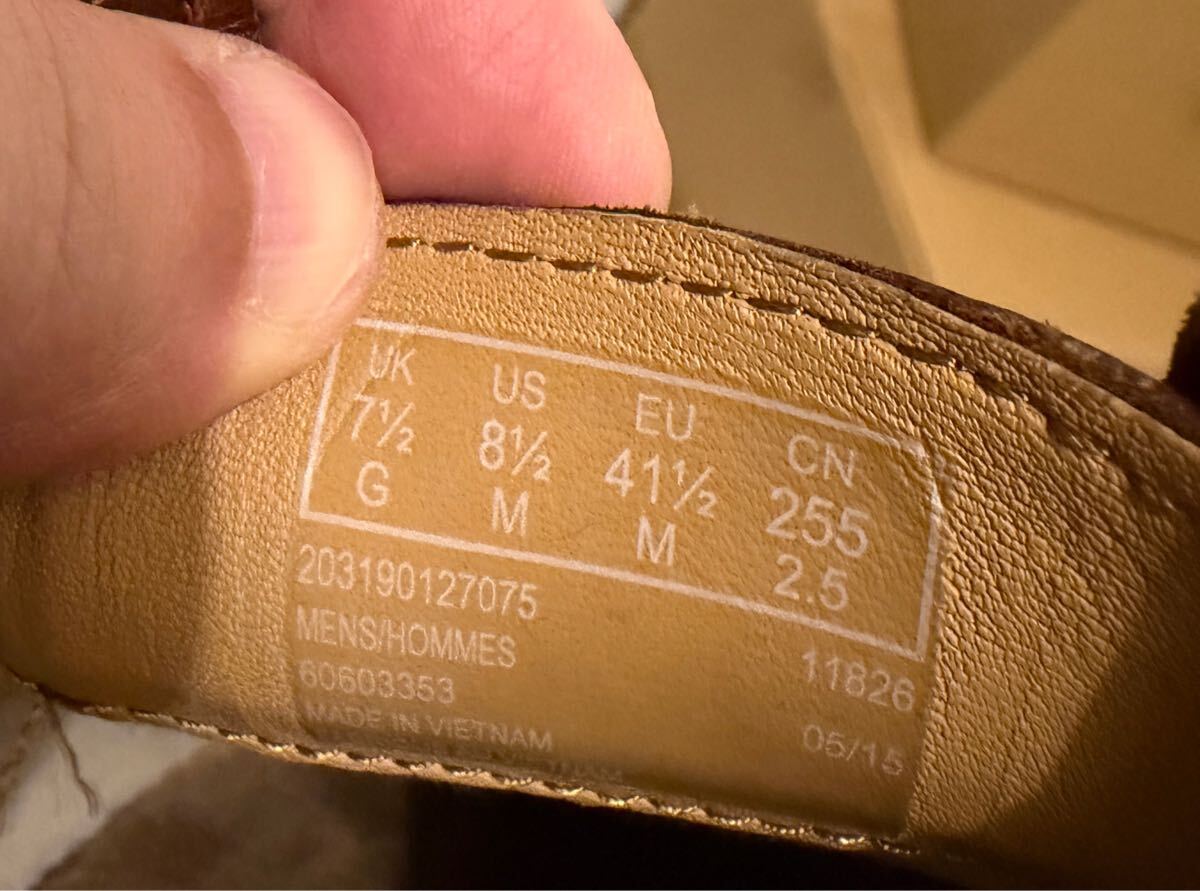 UK US EU CN
7½ 8½ 41½ 255
G M M 2.5
203190127075
MENS/HOMMES 11826
60603353
MADE IN VIETNAM 05/15